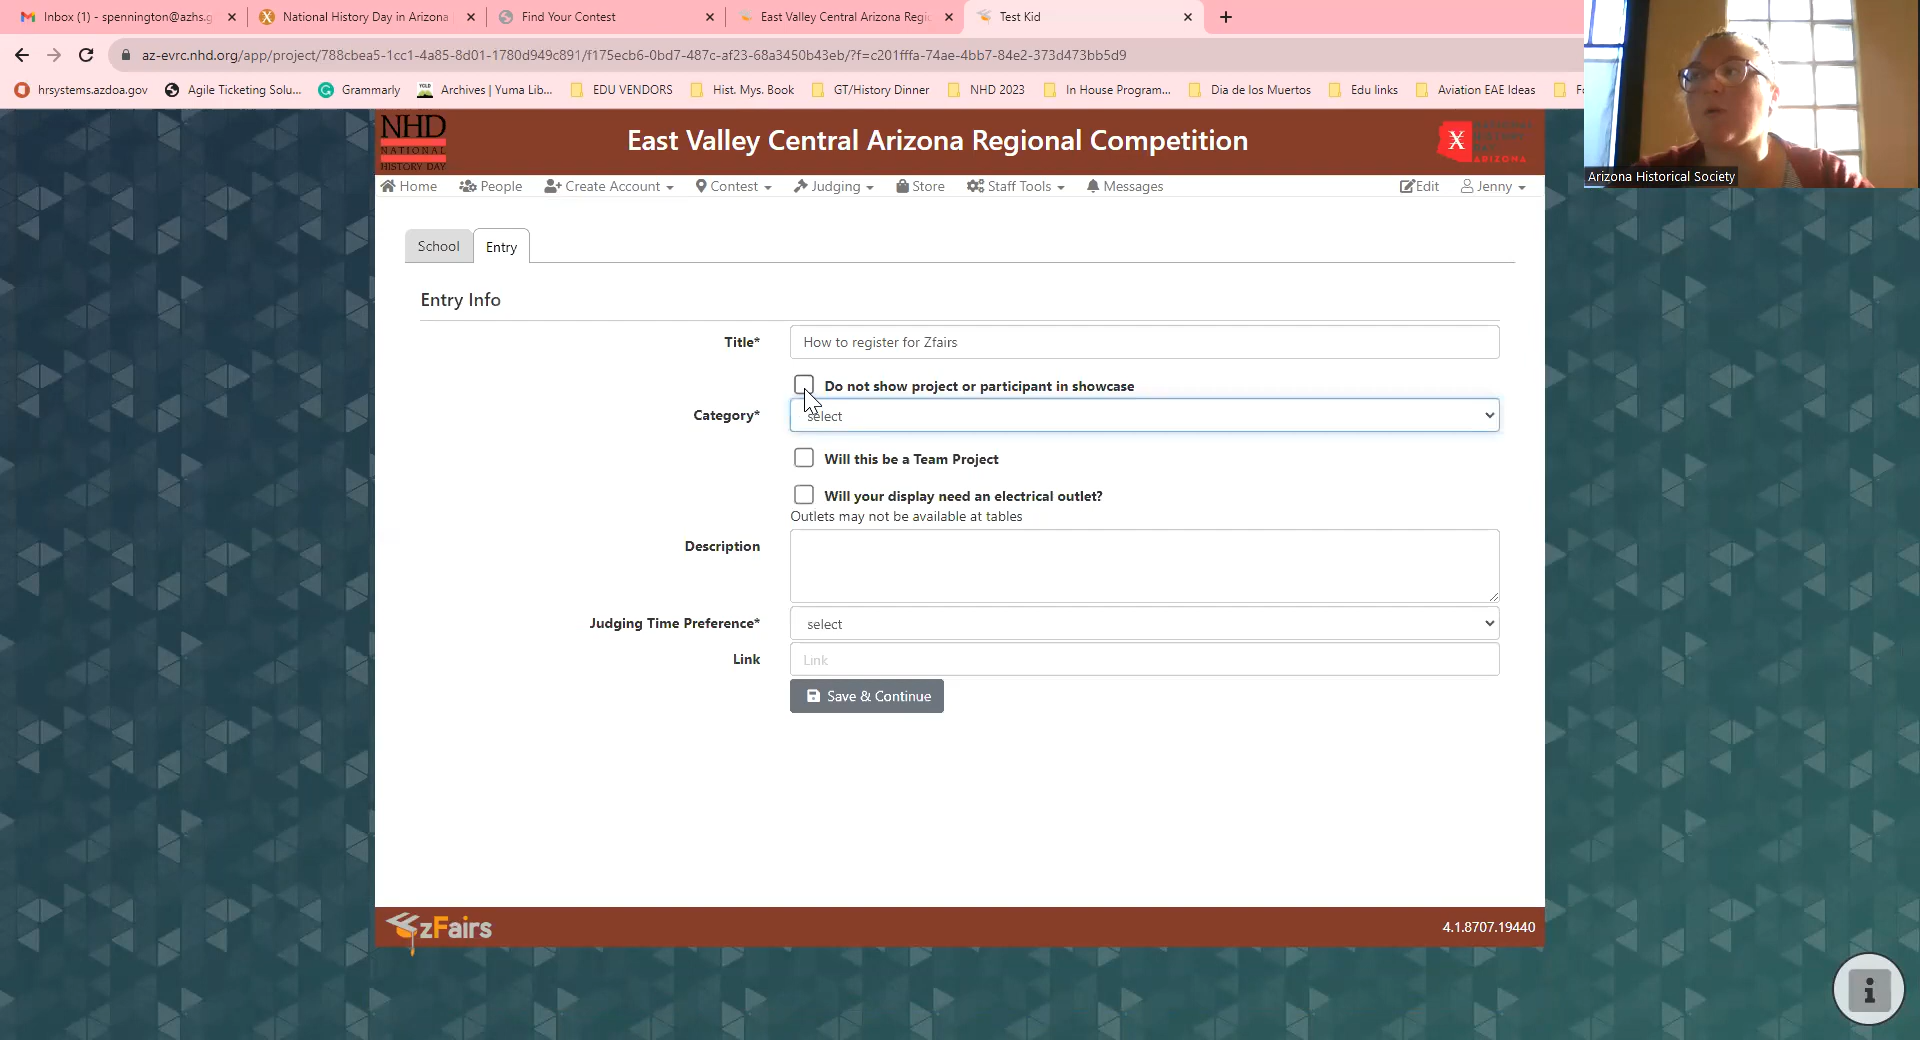 Inbox (1) - spennington@azhs.g
National History Day in Arizona
Find Your Contest
East Valley Central Arizona Regi
Test Kid
az-evrc.nhd.org/app/project/788cbea5-1cc1-4a85-8d01-1780d949c891/f175ecb6-0bd7-487c-af23-68a3450b43eb/?f=c201fffa-74ae-4bb7-84e2-373d473bb5d9
hrsystems.azdoa.gov
Agile Ticketing Solu...
Grammarly
Archives | Yuma Lib...
EDU VENDORS
Hist. Mys. Book
GT/History Dinner
NHD 2023
In House Program...
Dia de los Muertos
Edu links
Aviation EAE Ideas
NHD
NATIONAL
HISTORY DAY
East Valley Central Arizona Regional Competition
X
NATIONAL
HISTORY
DAY
ARIZONA
Arizona Historical Society
Home
People
Create Account
Contest
Judging
Store
Staff Tools
Messages
Edit
Jenny
School
Entry
Entry Info
Title*
How to register for Zfairs
Do not show project or participant in showcase
Category*
select
Will this be a Team Project
Will your display need an electrical outlet?
Outlets may not be available at tables
Description
Judging Time Preference*
select
Link
Link
Save & Continue
zFairs
4.1.8707.19440